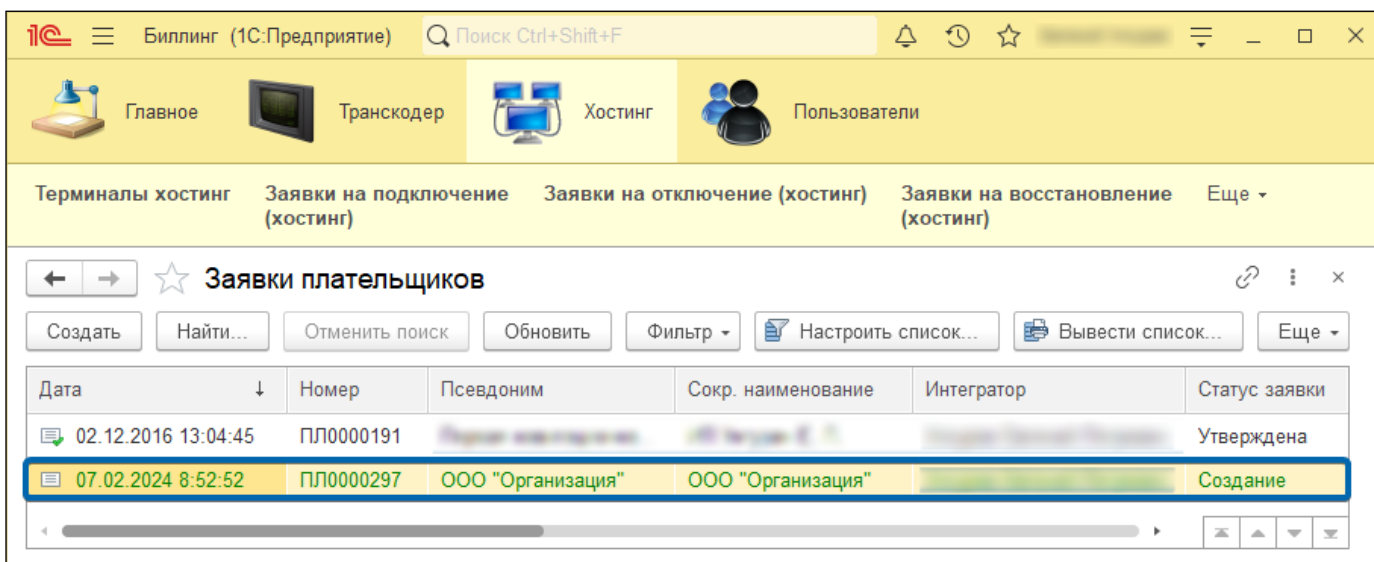 1С Биллинг (1С:Предприятие) Поиск Ctrl+Shift+F
Главное Транскодер Хостинг Пользователи
Терминалы хостинг Заявки на подключение Заявки на отключение (хостинг) Заявки на восстановление Еще
(хостинг) (хостинг)
Заявки плательщиков
Создать Найти... Отменить поиск Обновить Фильтр Настроить список... Вывести список... Еще
Дата ↓ Номер Псевдоним Сокр. наименование Интегратор Статус заявки
02.12.2016 13:04:45 ПЛ0000191 Утверждена
07.02.2024 8:52:52 ПЛ0000297 ООО "Организация" ООО "Организация" Создание